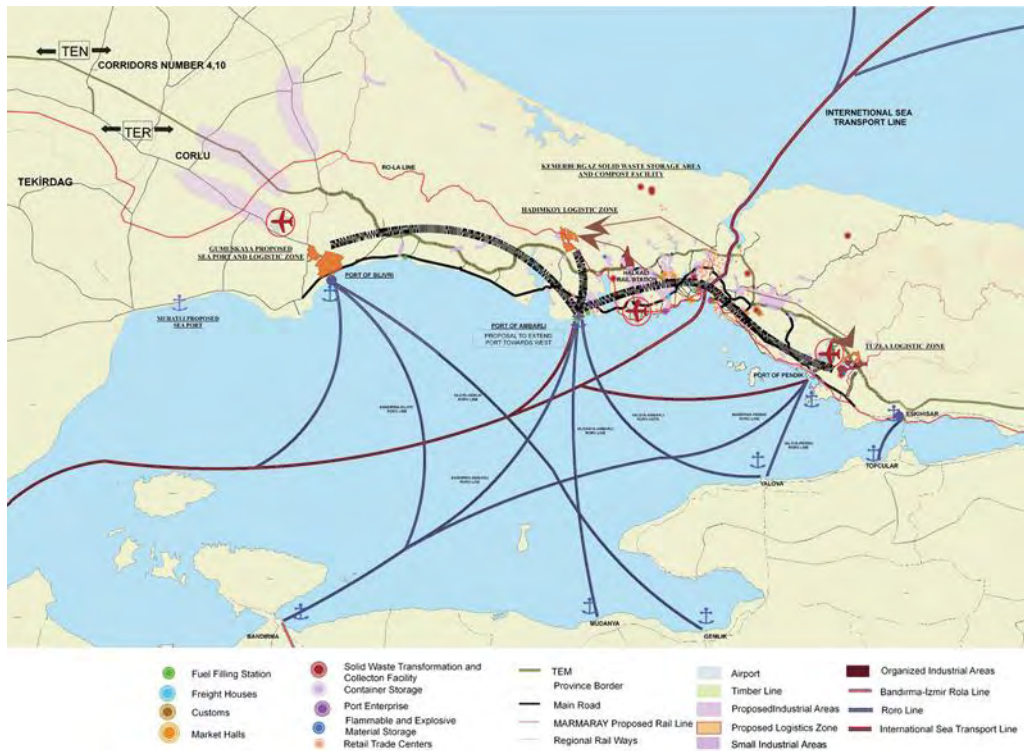 TEN
CORRIDORS NUMBER 4,10
TER
CORLU
TEKİRDAG
RO-LA LINE
INTERNETIONAL SEA
TRANSPORT LINE
KEMERBURGAZ SOLID WASTE STORAGE AREA
AND COMPOST FACILITY
HADIMKOY LOGISTIC ZONE
GUMUSKAYA PROPOSED
SEA PORT AND LOGISTIC ZONE
PORT OF SILIVRI
HALKALI
RAIL STATION
PROPOSED
SEA PORT
PORT OF AMBARLI
PROPOSAL TO EXTEND
PORT TOWARDS WEST
TUZLA LOGISTIC ZONE
PORT OF PENDIK
ESKIHISAR
TOPCULAR
YALOVA
BANDIRMA
MUDANYA
GEMLIK
Fuel Filling Station
Freight Houses
Customs
Market Halls
Solid Waste Transformation and
Collecton Facility
Container Storage
Port Enterprise
Flammable and Explosive
Material Storage
Retail Trade Centers
TEM
Province Border
Main Road
MARMARAY Proposed Rail Line
Regional Rail Ways
Airport
Timber Line
ProposedIndustrial Areas
Proposed Logistics Zone
Small Industrial Areas
Organized Industrial Areas
Bandırma-İzmir Rola Line
Roro Line
International Sea Transport Line